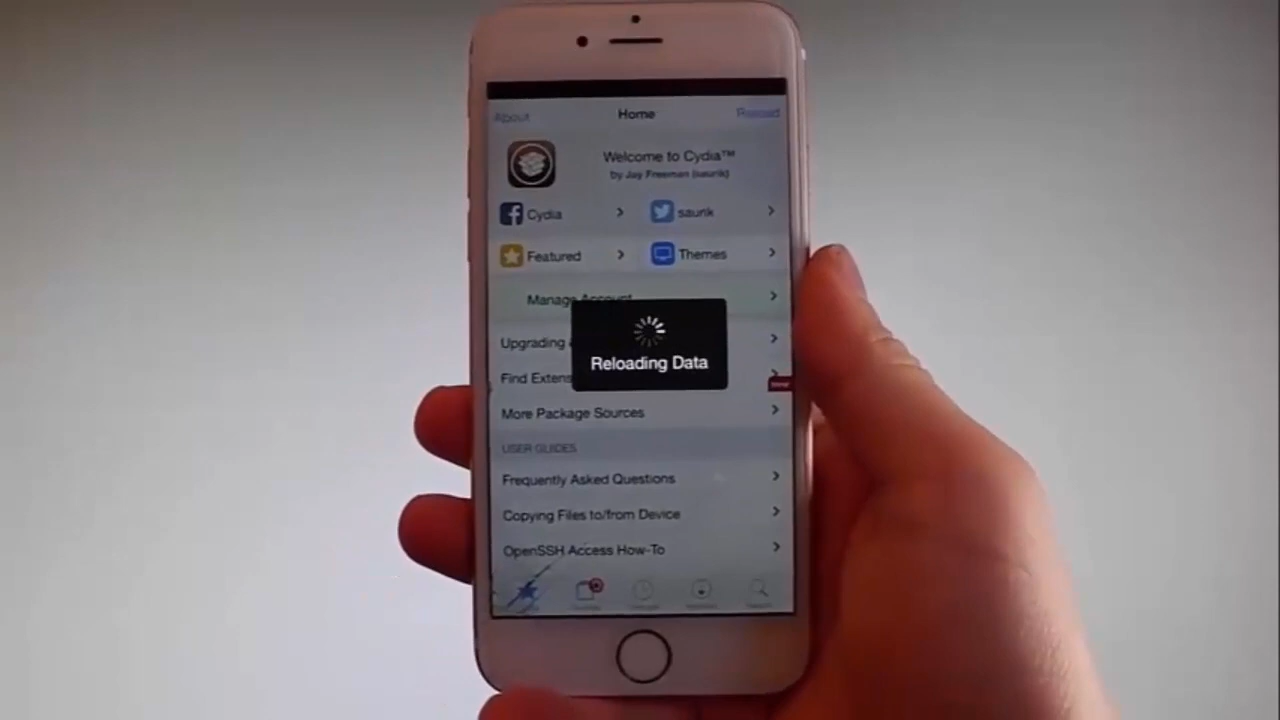 About Home Reload
Welcome to Cydia™
by Jay Freeman (saurik)
Cydia saurik
Featured Themes
Manage Account
Upgrading
Reloading Data
Find Extens
More Package Sources
USER GUIDES
Frequently Asked Questions
Copying Files to/from Device
OpenSSH Access How-To